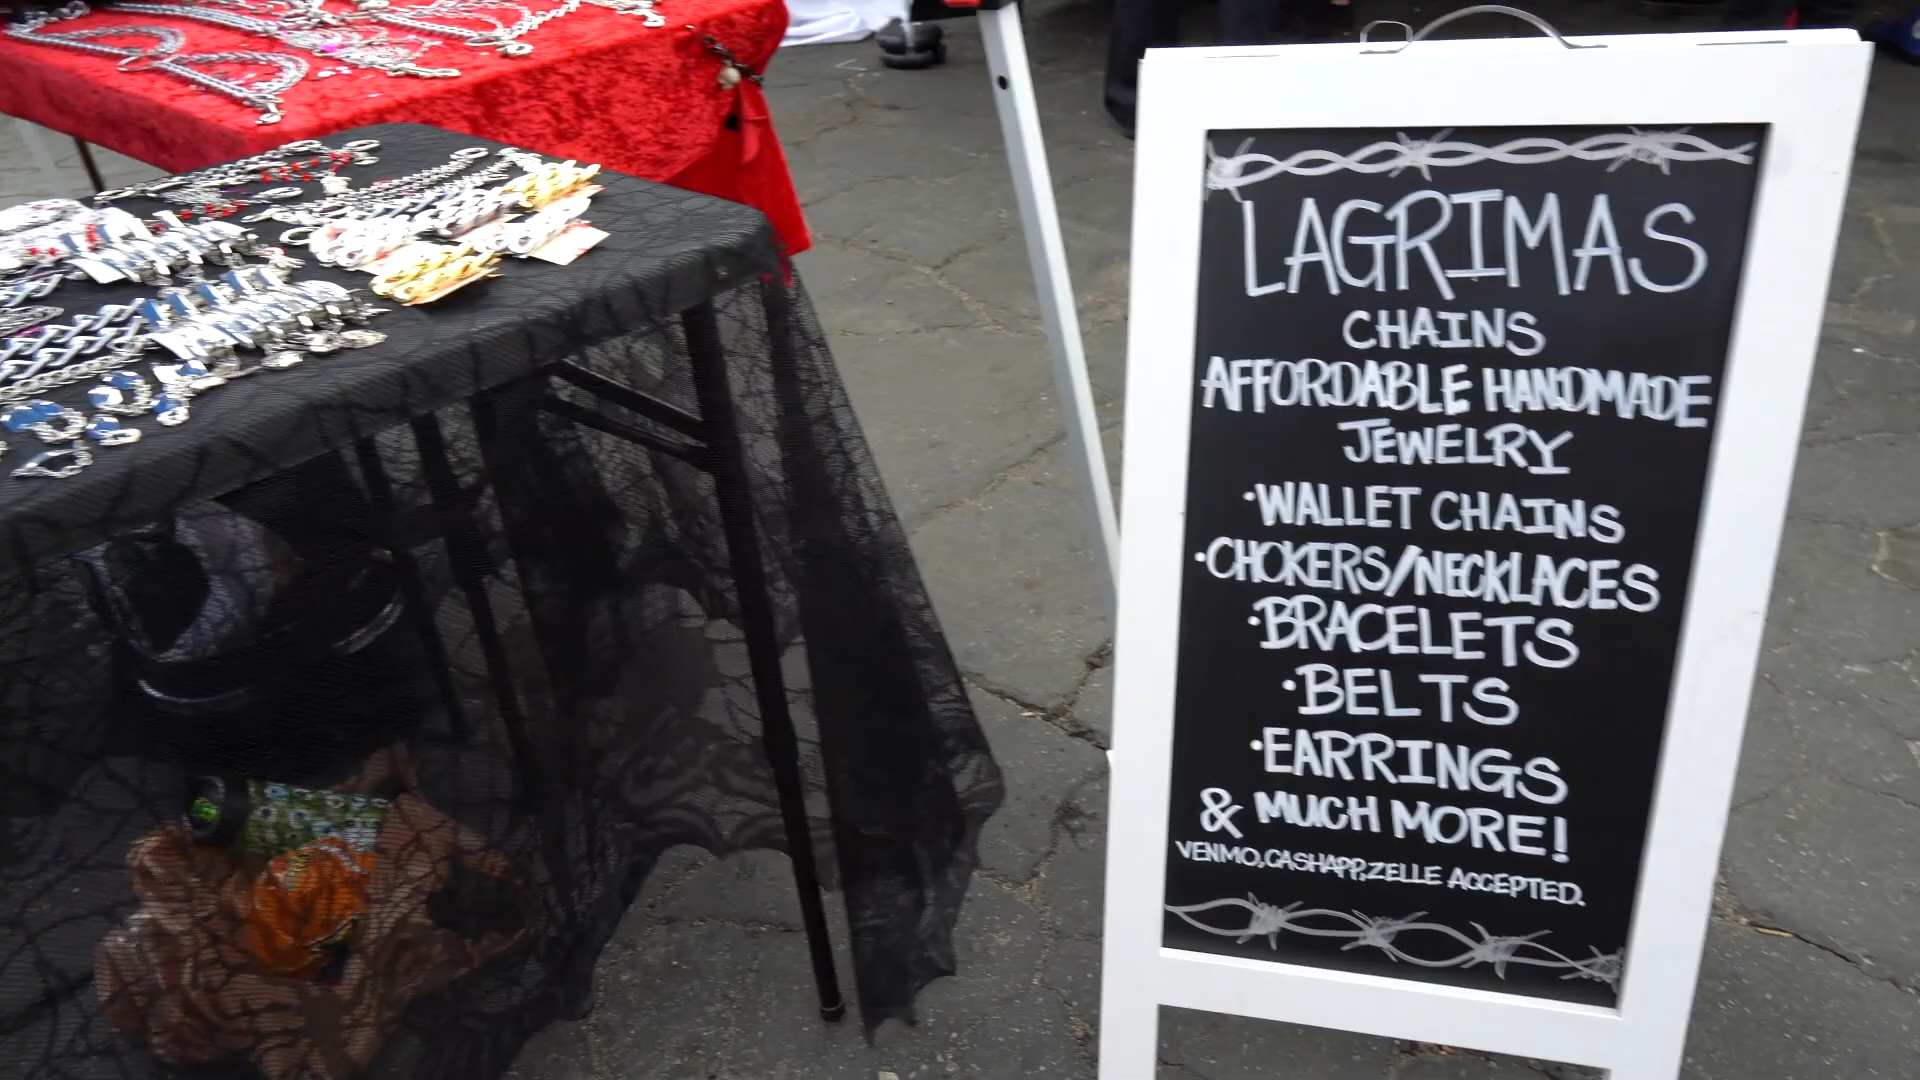 LAGRIMAS
CHAINS
AFFORDABLE HANDMADE
JEWELRY
•WALLET CHAINS
•CHOKERS/NECKLACES
•BRACELETS
•BELTS
•EARRINGS
& MUCH MORE!
VENMO, CASHAPP, ZELLE ACCEPTED.